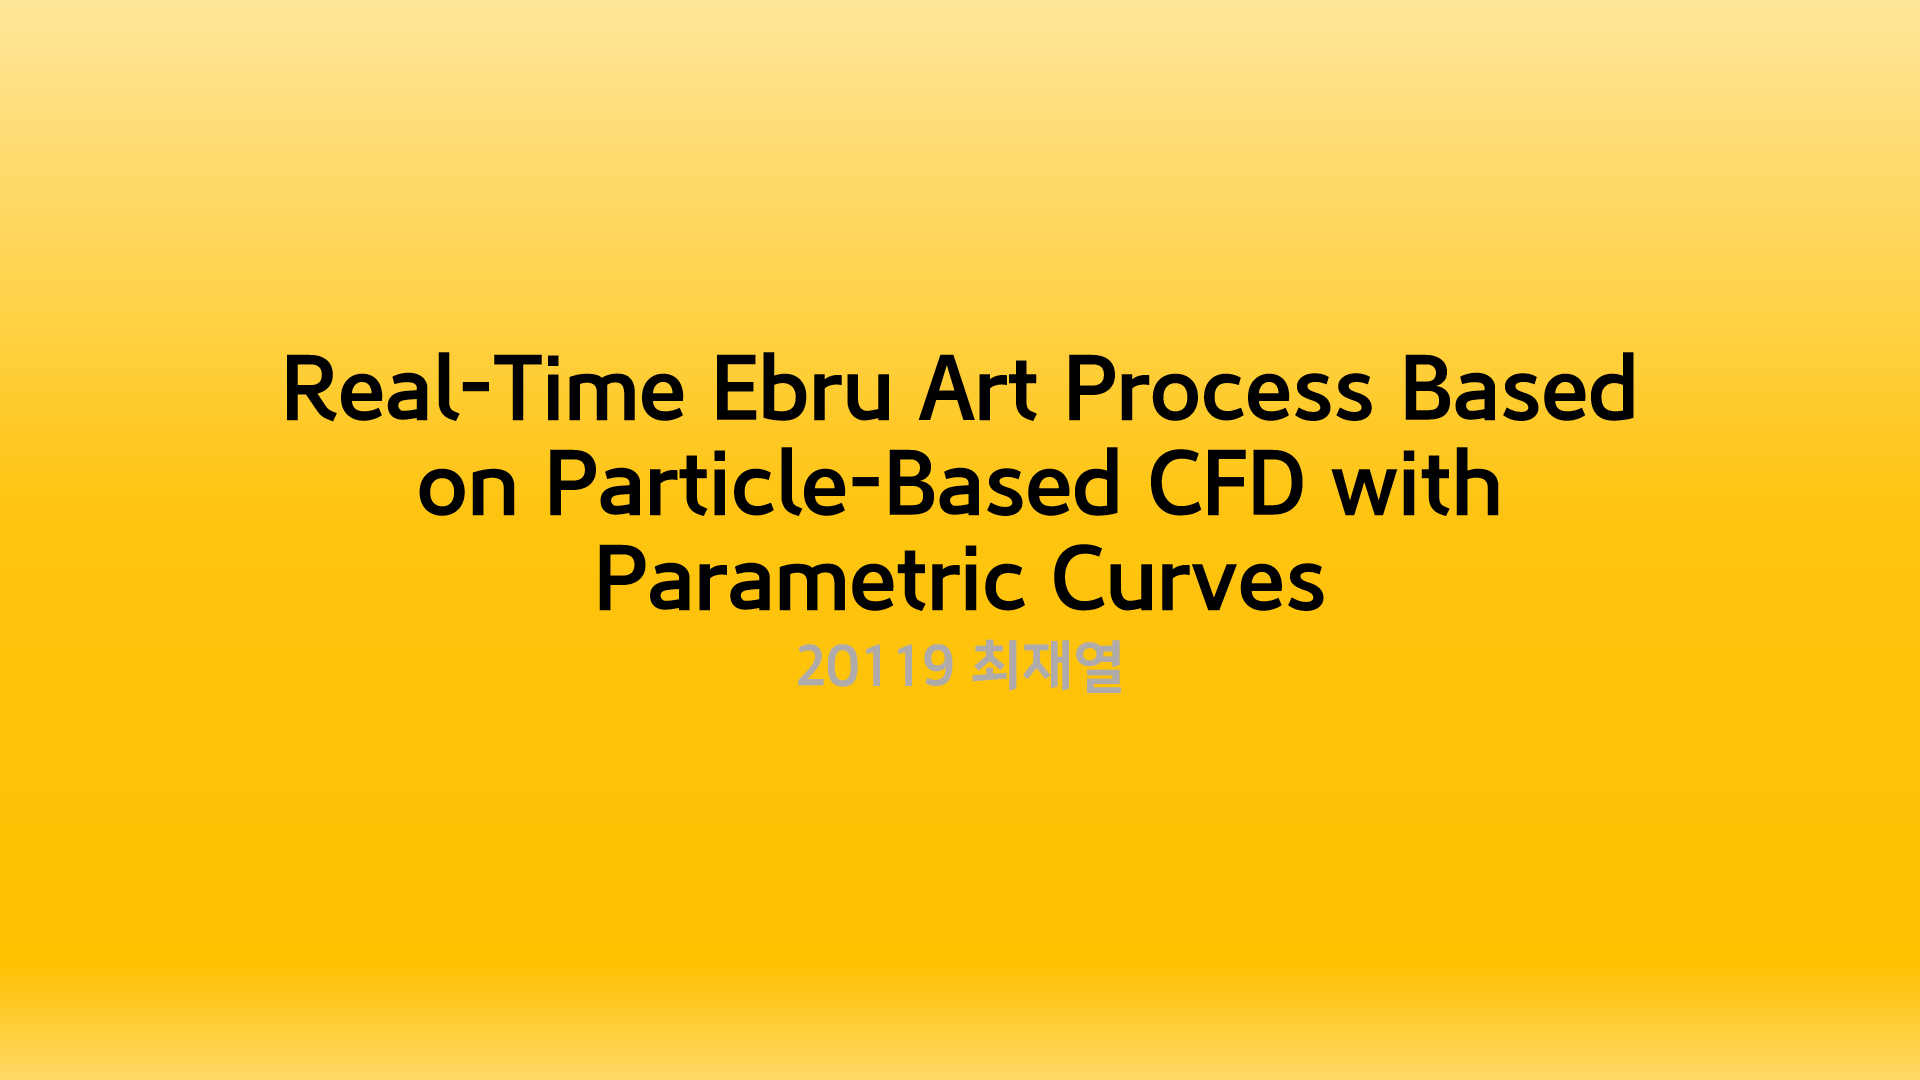 Real-Time Ebru Art Process Based
on Particle-Based CFD with
Parametric Curves
20119 최재열